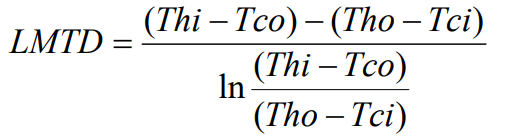 LMTD = (Thi − Tco) − (Tho − Tci)
ln (Thi − Tco)
(Tho − Tci)